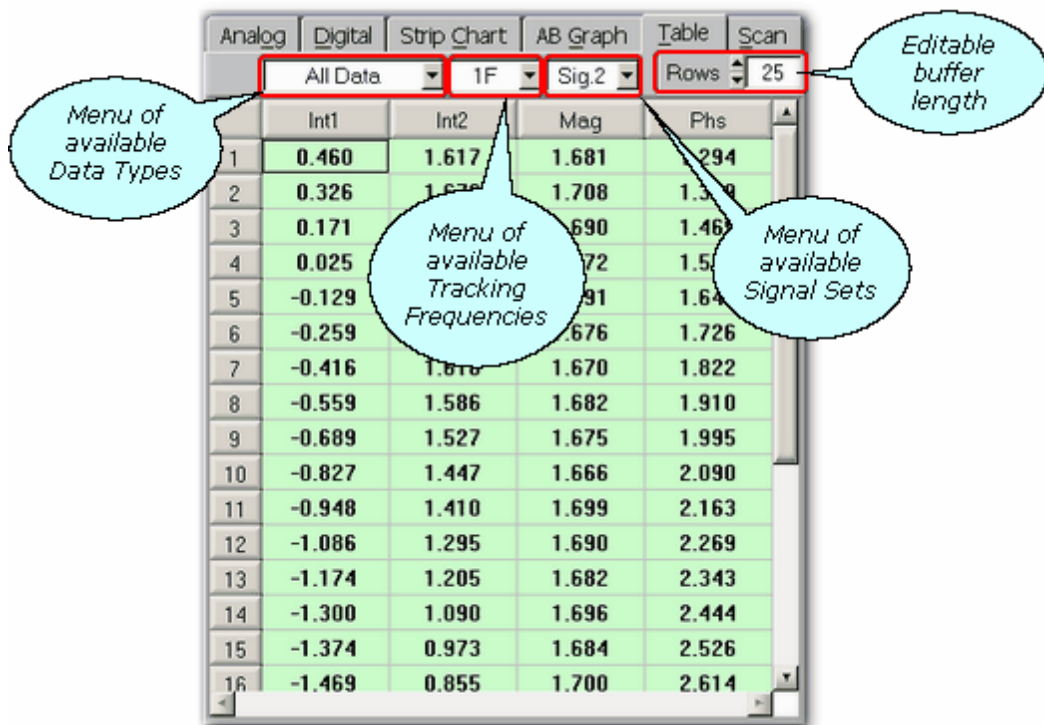 Analog Digital Strip Chart AB Graph Table Scan
All Data 1F Sig.2 Rows 25
Editable
buffer
length
Menu of
available
Data Types
Int1 Int2 Mag Phs
1 0.460 1.617 1.681
2 0.326 1.708
3 0.171
4 0.025
5 -0.129
6 -0.259 1.726
7 -0.416 1.670 1.822
8 -0.559 1.586 1.682 1.910
9 -0.689 1.527 1.675 1.995
10 -0.827 1.447 1.666 2.090
11 -0.948 1.410 1.699 2.163
12 -1.086 1.295 1.690 2.269
13 -1.174 1.205 1.682 2.343
14 -1.300 1.090 1.696 2.444
15 -1.374 0.973 1.684 2.526
16 -1.469 0.855 1.700 2.614
Menu of
available
Tracking
Frequencies
Menu of
available
Signal Sets